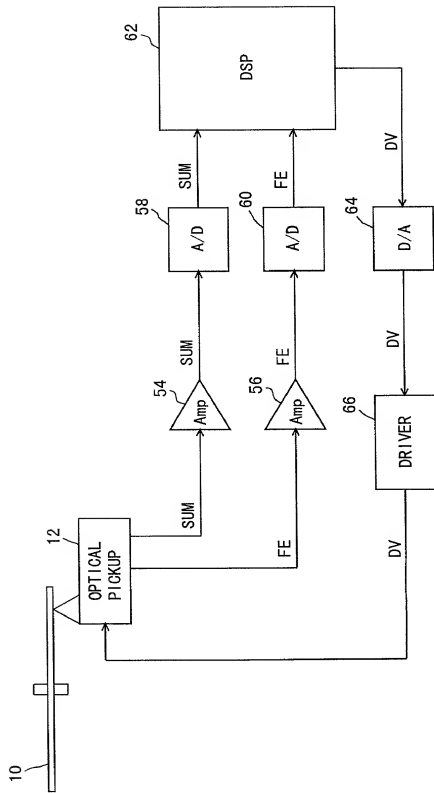 10
12
OPTICAL
PICKUP
SUM
FE
DV
54
Amp
56
Amp
66
DRIVER
SUM
FE
DV
58
A/D
60
A/D
64
D/A
SUM
FE
DV
62
DSP